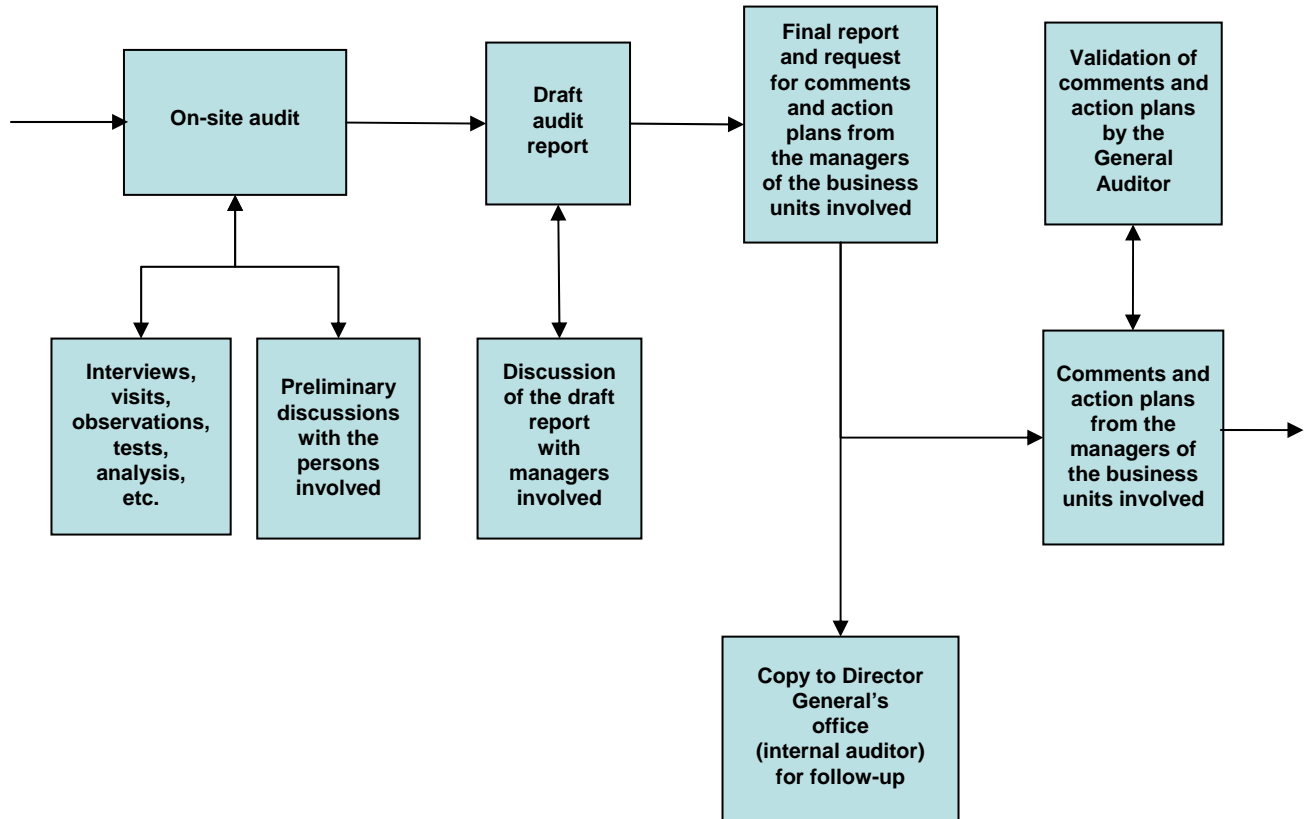 On-site audit
Draft
audit
report
Final report
and request
for comments
and action
plans from
the managers
of the business
units involved
Validation of
comments and
action plans
by the
General
Auditor
Interviews,
visits,
observations,
tests,
analysis,
etc.
Preliminary
discussions
with the
persons
involved
Discussion
of the draft
report
with
managers
involved
Comments and
action plans
from the
managers of
the business
units involved
Copy to Director
General’s
office
(internal auditor)
for follow-up